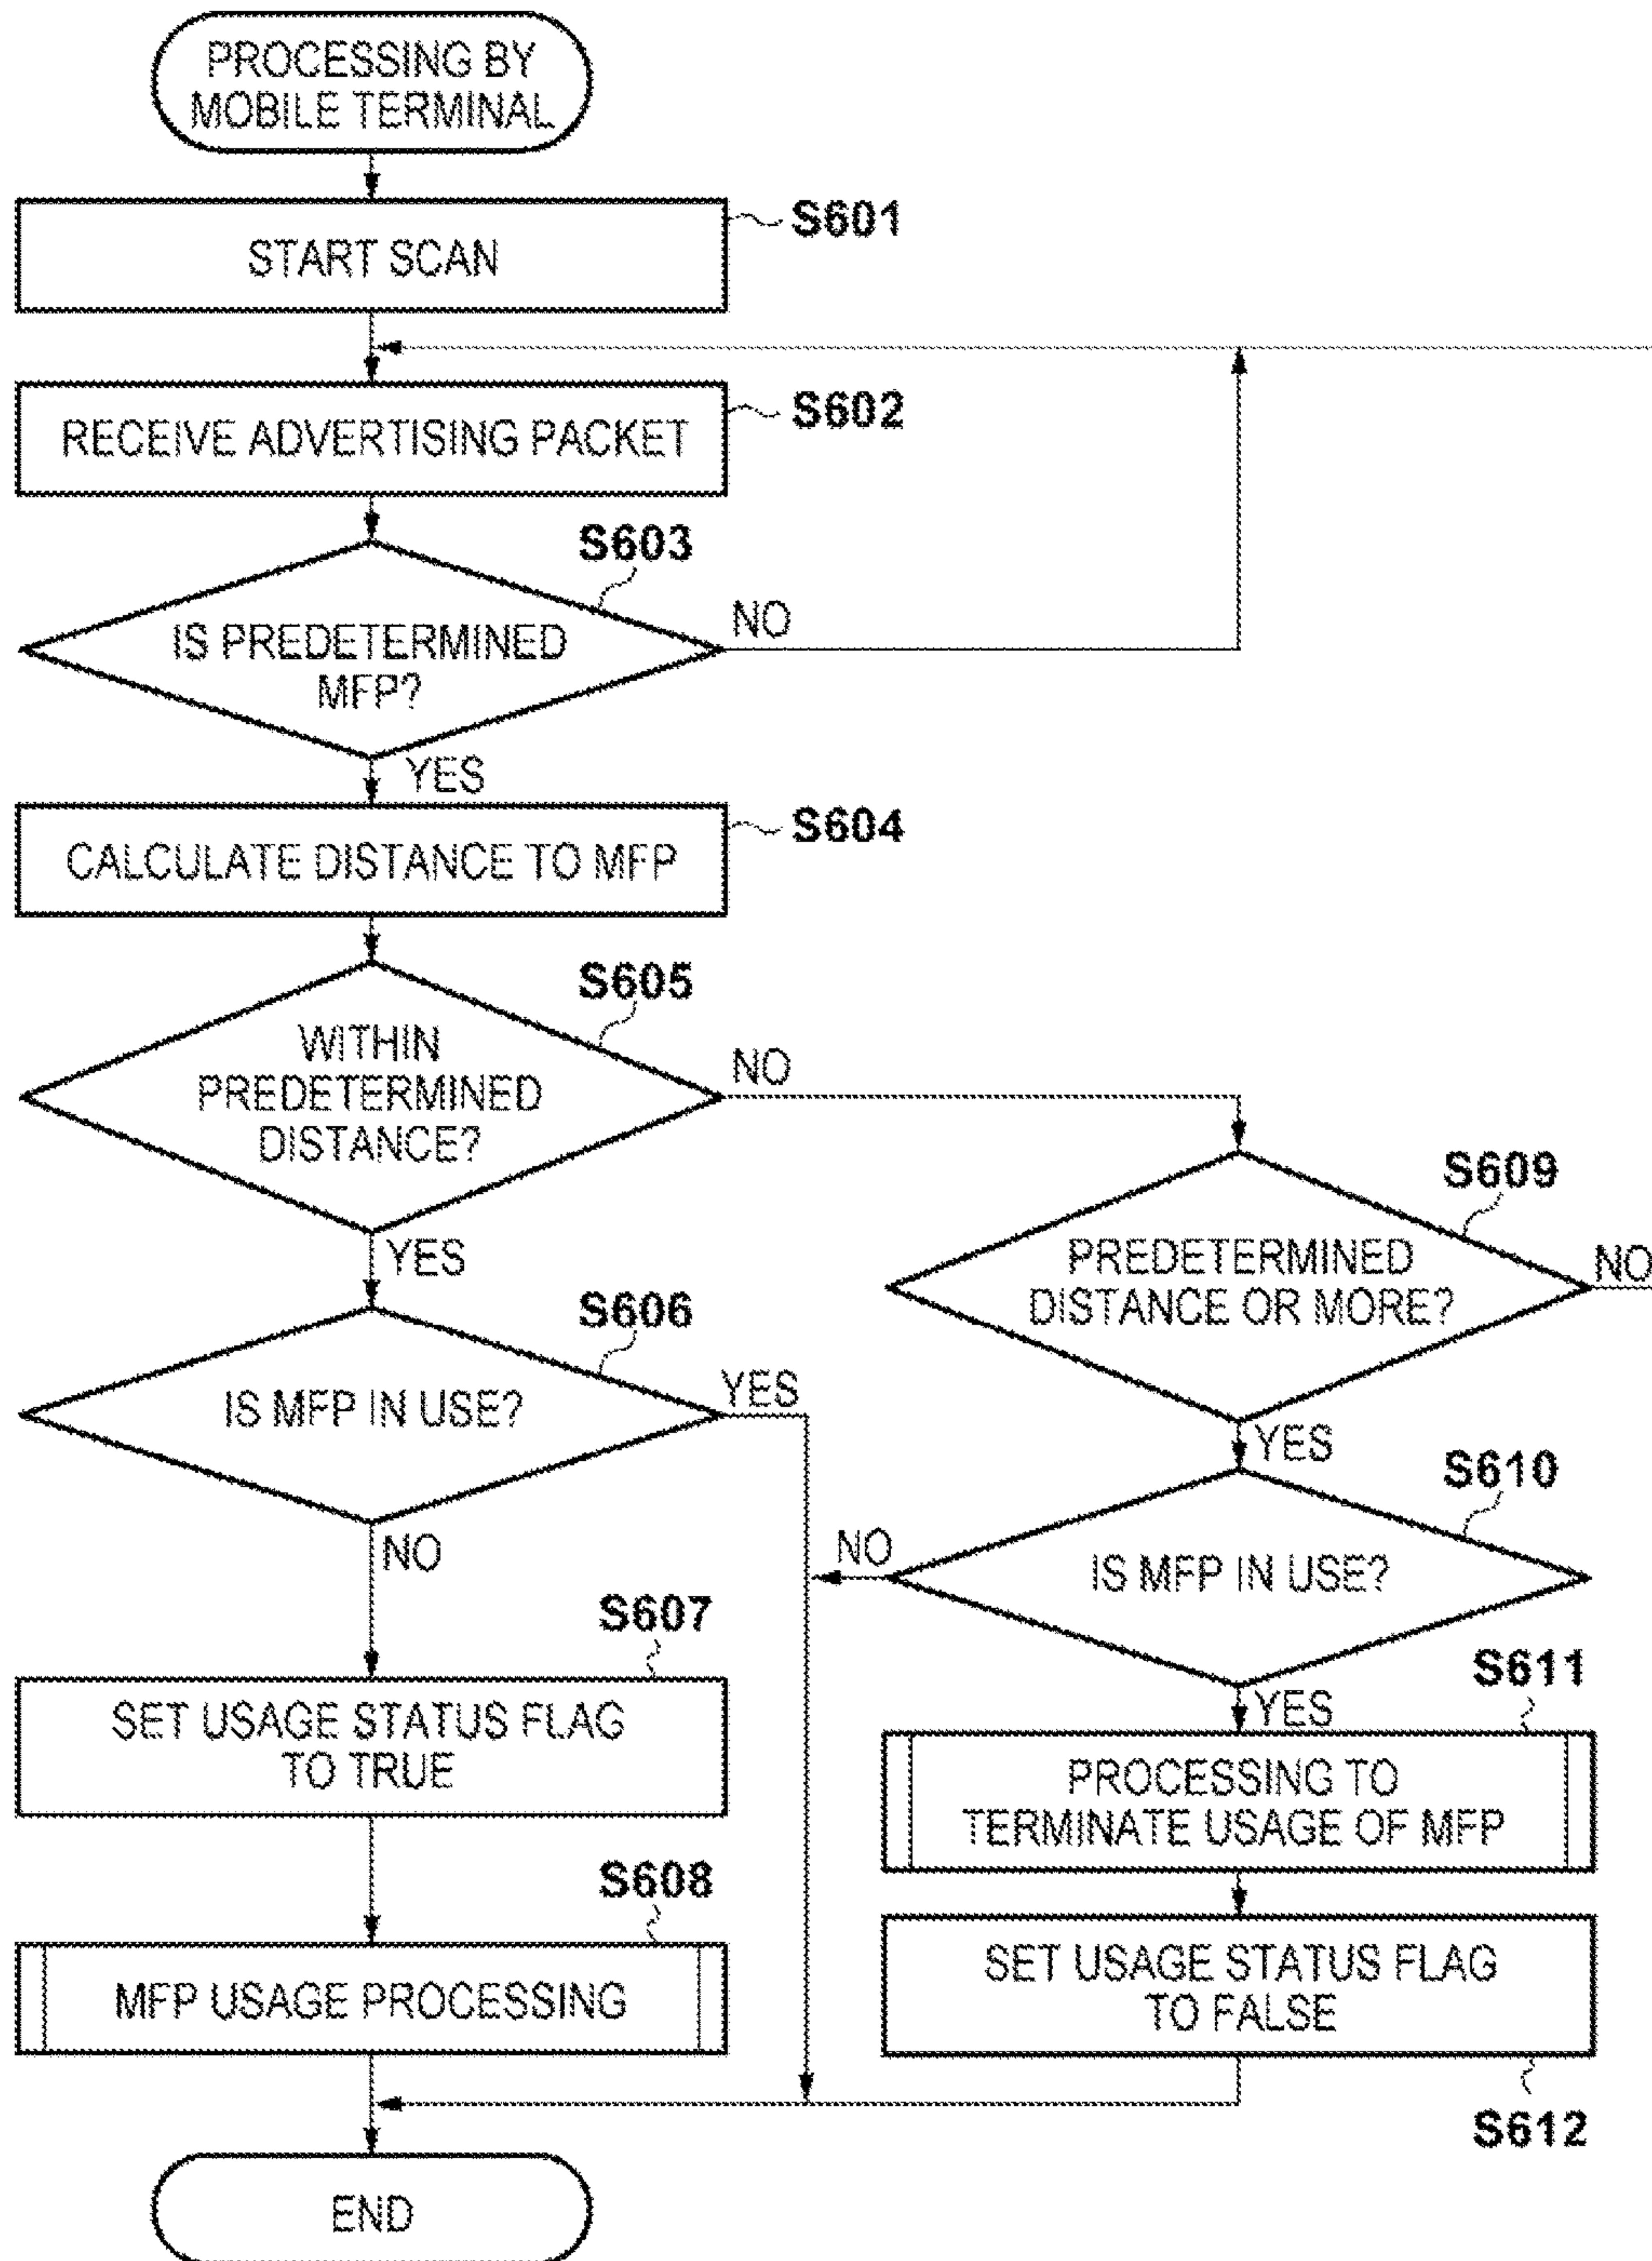 PROCESSING BY
MOBILE TERMINAL
S601
START SCAN
S602
RECEIVE ADVERTISING PACKET
S603
IS PREDETERMINED
MFP?
NO
YES
S604
CALCULATE DISTANCE TO MFP
S605
WITHIN
PREDETERMINED
DISTANCE?
NO
YES
S606
IS MFP IN USE?
YES
NO
S607
SET USAGE STATUS FLAG
TO TRUE
S608
MFP USAGE PROCESSING
S609
PREDETERMINED
DISTANCE OR MORE?
NO
YES
S610
IS MFP IN USE?
NO
YES
S611
PROCESSING TO
TERMINATE USAGE OF MFP
SET USAGE STATUS FLAG
TO FALSE
S612
END